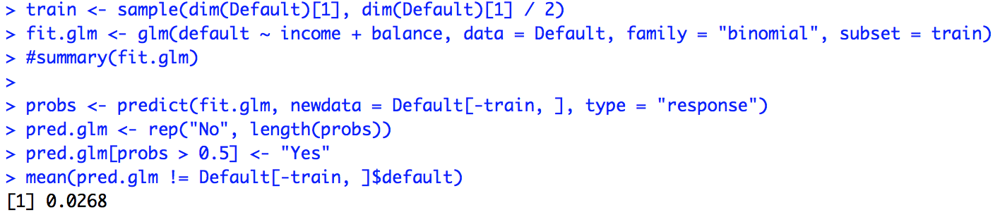 > train <- sample(dim(Default)[1], dim(Default)[1] / 2)
> fit.glm <- glm(default ~ income + balance, data = Default, family = "binomial", subset = train)
> #summary(fit.glm)
>
> probs <- predict(fit.glm, newdata = Default[-train, ], type = "response")
> pred.glm <- rep("No", length(probs))
> pred.glm[probs > 0.5] <- "Yes"
> mean(pred.glm != Default[-train, ]$default)
[1] 0.0268